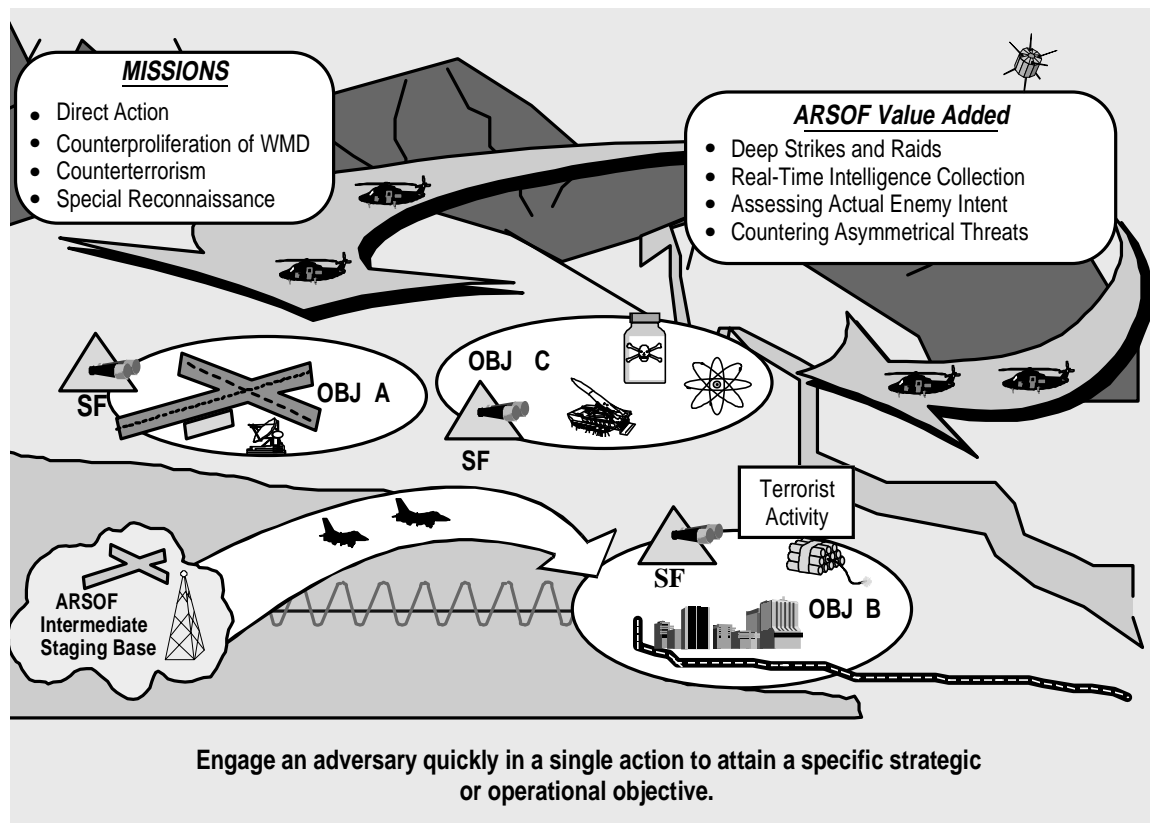 MISSIONS
• Direct Action
• Counterproliferation of WMD
• Counterterrorism
• Special Reconnaissance
ARSOF Value Added
• Deep Strikes and Raids
• Real-Time Intelligence Collection
• Assessing Actual Enemy Intent
• Countering Asymmetrical Threats
SF
OBJ A
OBJ C
SF
Terrorist
Activity
SF
OBJ B
ARSOF
Intermediate
Staging Base
Engage an adversary quickly in a single action to attain a specific strategic
or operational objective.